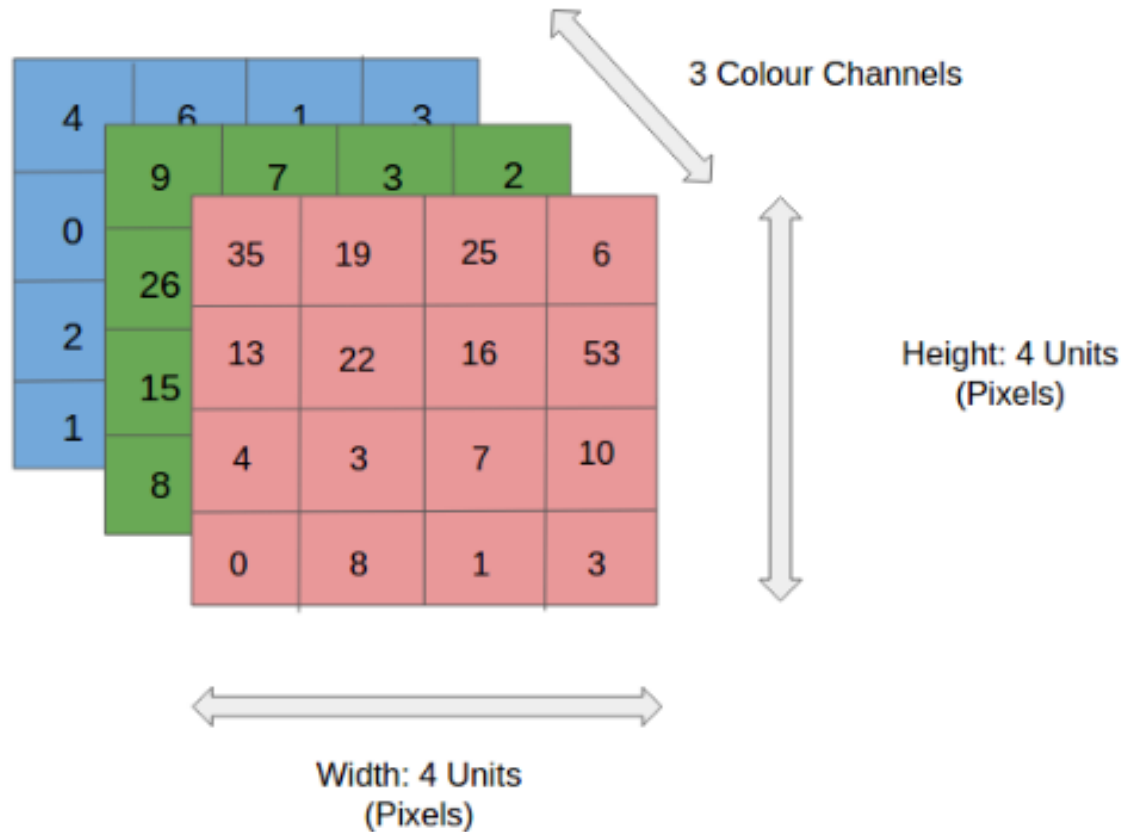 3 Colour Channels
4 6 1 3
9 7 3 2
0
26
2
15
1
8
35 19 25 6
13 22 16 53
4 3 7 10
0 8 1 3
Height: 4 Units
(Pixels)
Width: 4 Units
(Pixels)